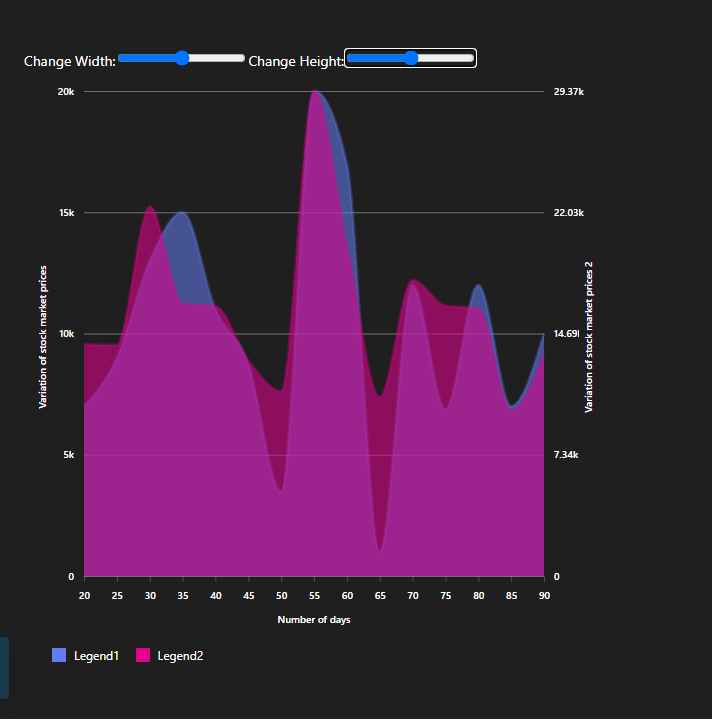 Change Width: Change Height:
20k 29.37k
15k 22.03k
10k 14.69
5k 7.34k
0 0
Variation of stock market prices
Variation of stock market prices 2
20 25 30 35 40 45 50 55 60 65 70 75 80 85 90
Number of days
Legend1 Legend2